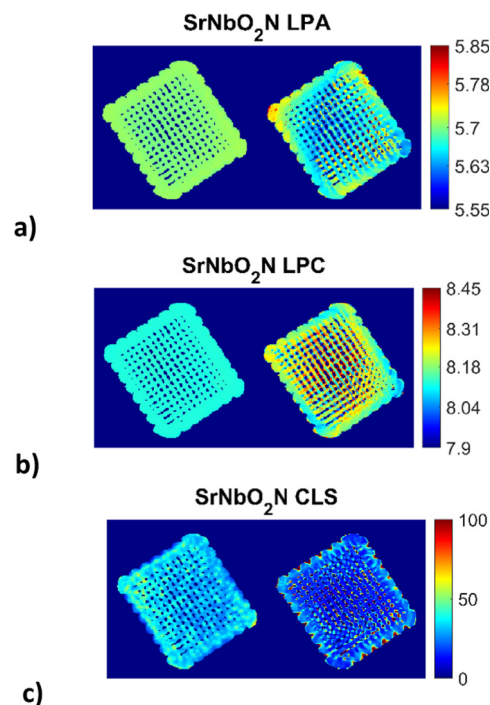 SrNbO₂N LPA
5.85
5.78
5.7
5.63
5.55
a)
SrNbO₂N LPC
8.45
8.31
8.18
8.04
7.9
b)
SrNbO₂N CLS
100
50
0
c)